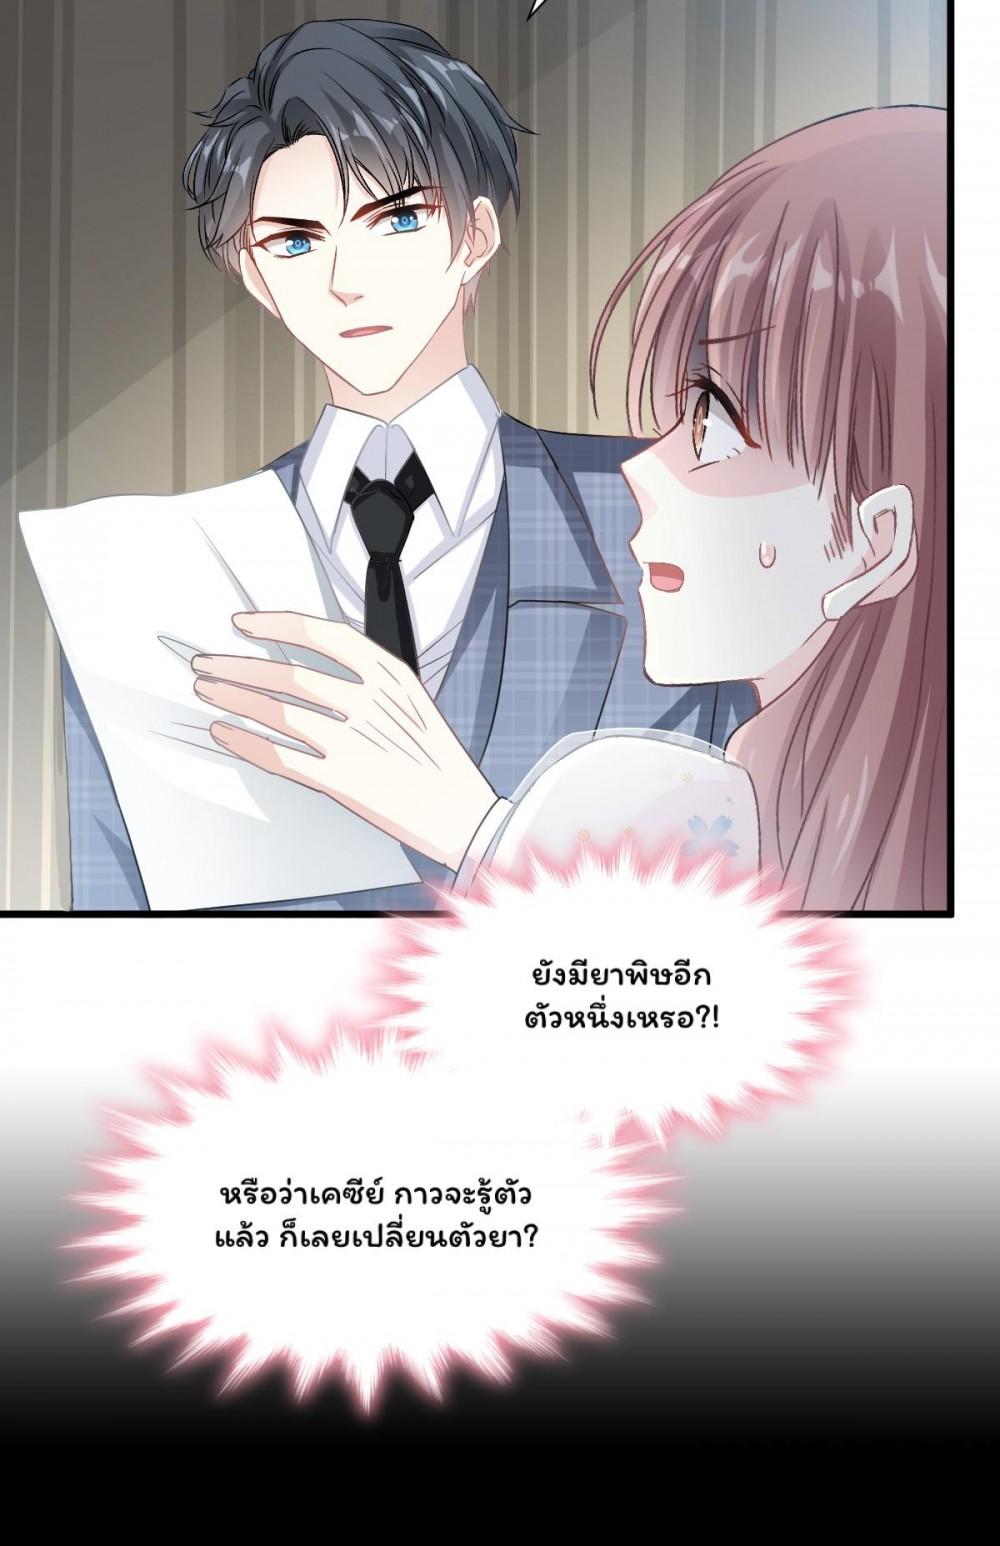 ยังมียาพิษอีก
ตัวหนึ่งเหรอ?!
หรือว่าเคซีย์ กาวจะรู้ตัว
แล้ว ก็เลยเปลี่ยนตัวยา?